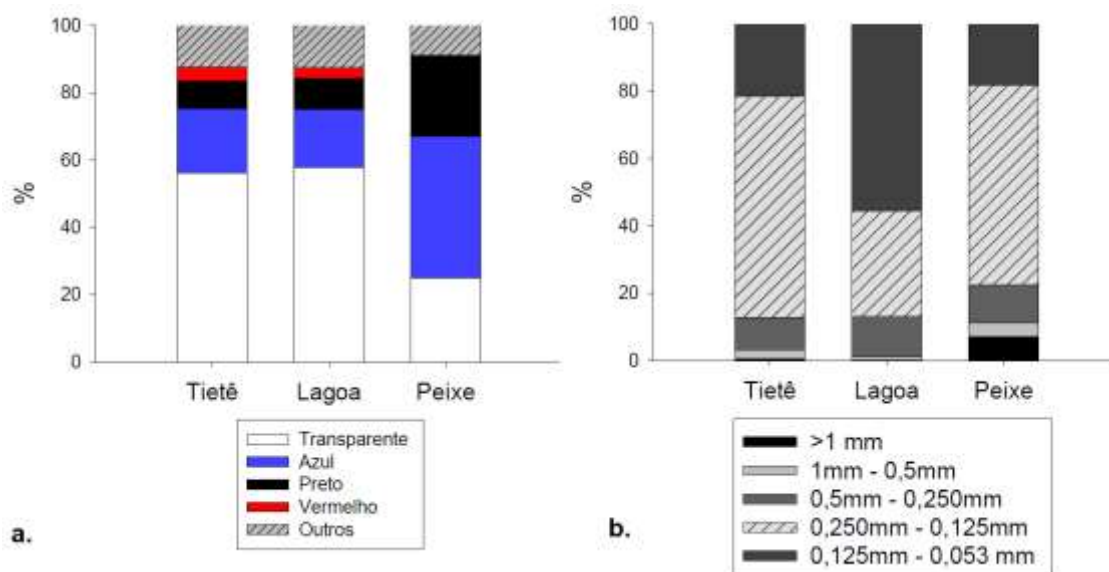 100
80
60
40
20
0
%
Tietê Lagoa Peixe
Transparente
Azul
Preto
Vermelho
Outros
a.
100
80
60
40
20
0
%
Tietê Lagoa Peixe
>1 mm
1mm - 0,5mm
0,5mm - 0,250mm
0,250mm - 0,125mm
0,125mm - 0,053 mm
b.